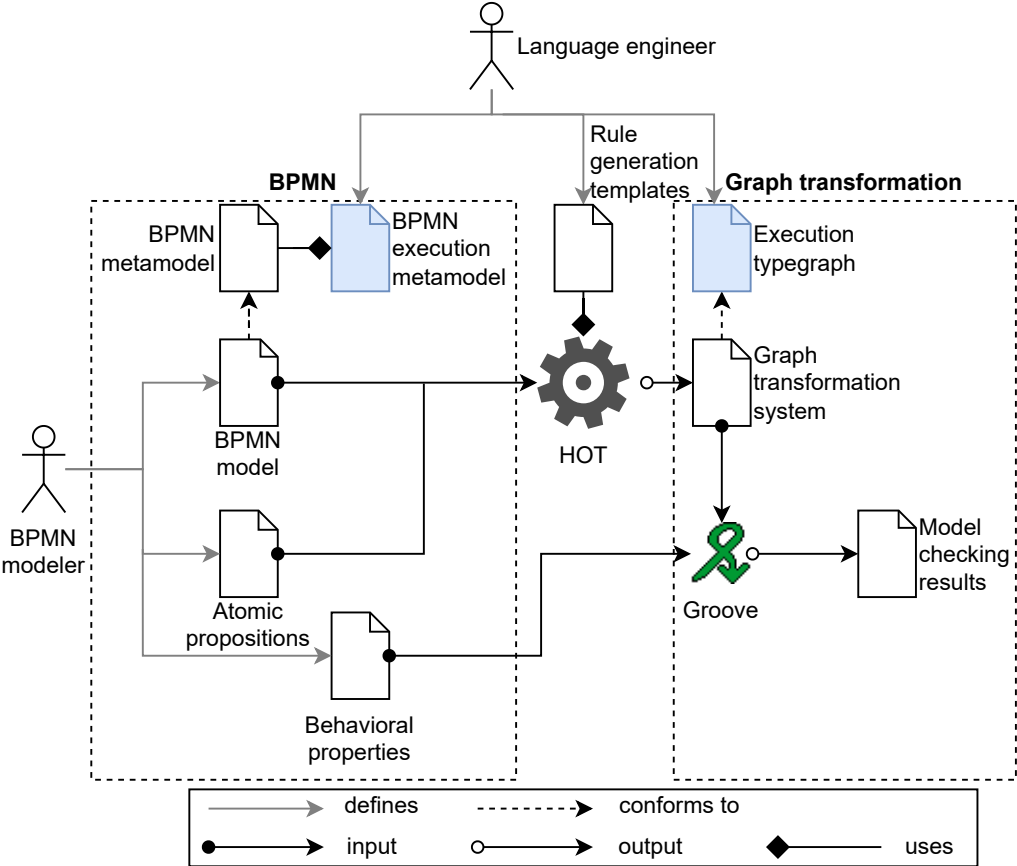 Language engineer
Rule
generation
templates
BPMN
Graph transformation
BPMN
metamodel
BPMN
execution
metamodel
Execution
typegraph
Graph
transformation
system
BPMN
model
HOT
BPMN
modeler
Atomic
propositions
Groove
Model
checking
results
Behavioral
properties
defines
conforms to
input
output
uses